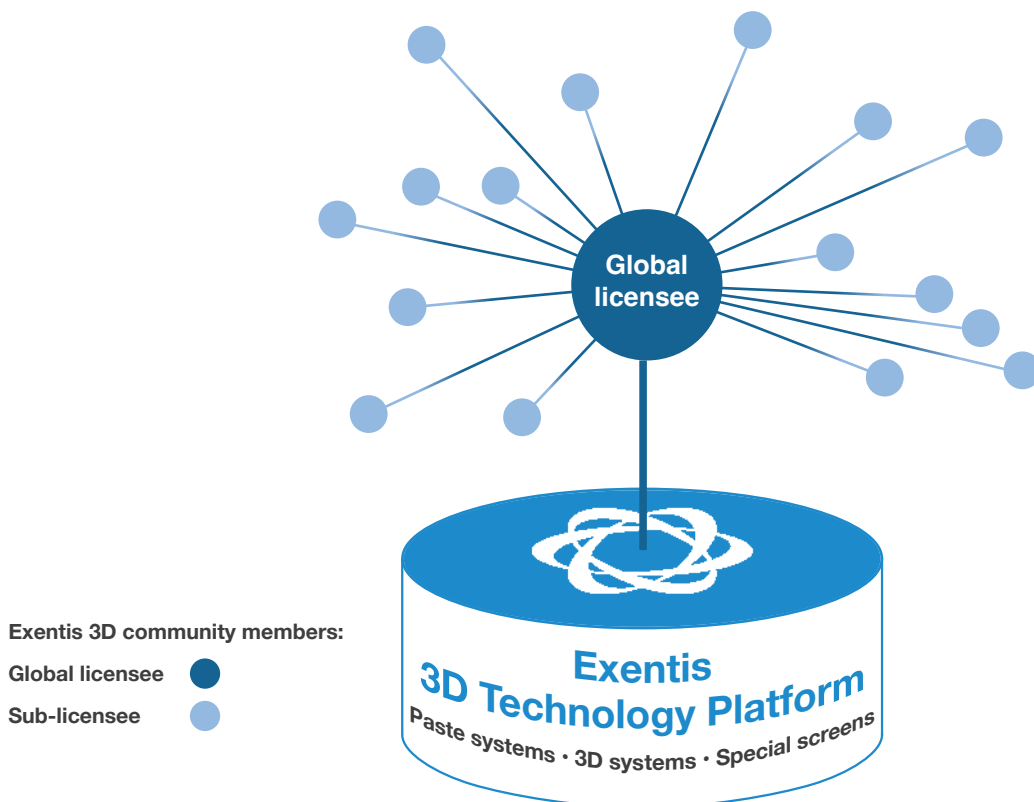 Global
licensee
Exentis 3D community members:
Global licensee
Sub-licensee
Exentis
3D Technology Platform
Paste systems · 3D systems · Special screens